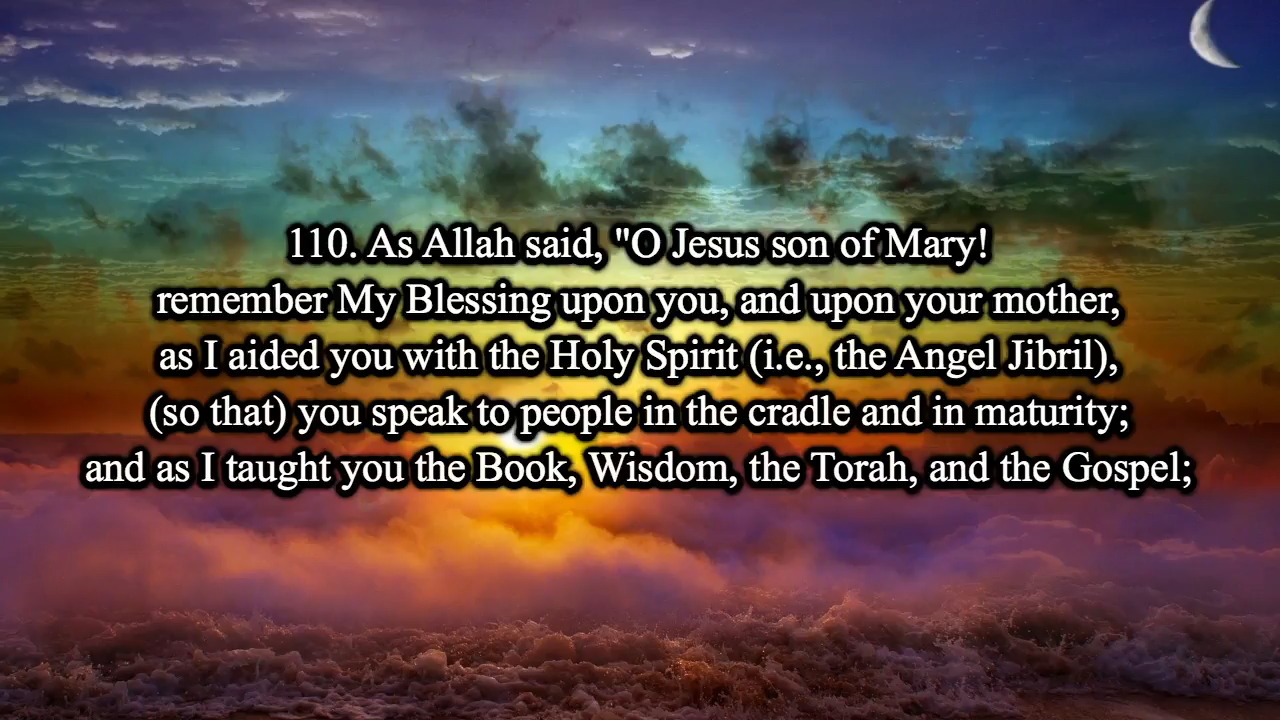 110. As Allah said, "O Jesus son of Mary!
remember My Blessing upon you, and upon your mother,
as I aided you with the Holy Spirit (i.e., the Angel Jibril),
(so that) you speak to people in the cradle and in maturity;
and as I taught you the Book, Wisdom, the Torah, and the Gospel;